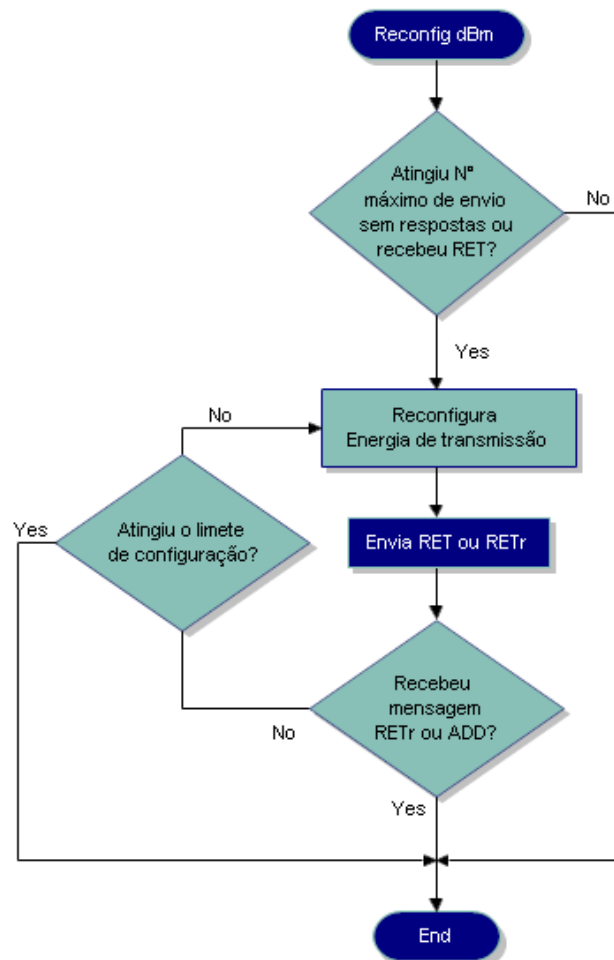 Reconfig dBm
Atingiu N°
máximo de envio
sem respostas ou
recebeu RET?
No
Yes
Reconfigura
Energia de transmissão
No
Yes
Atingiu o limete
de configuração?
Envia RET ou RETr
Recebeu
mensagem
RETr ou ADD?
No
Yes
End